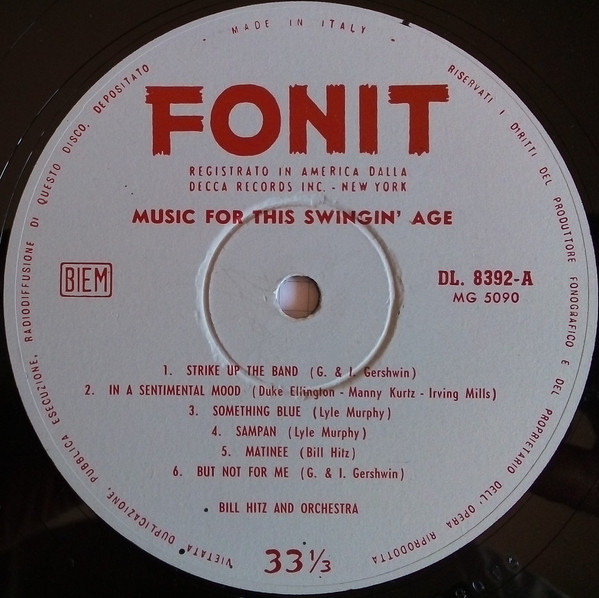 - MADE IN ITALY -
FONIT
REGISTRATO IN AMERICA DALLA
DECCA RECORDS INC. - NEW YORK
MUSIC FOR THIS SWINGIN' AGE
BIEM
DL. 8392-A
MG 5090
1. STRIKE UP THE BAND (G. & I. Gershwin)
2. IN A SENTIMENTAL MOOD (Duke Ellington - Manny Kurtz - Irving Mills)
3. SOMETHING BLUE (Lyle Murphy)
4. SAMPAN (Lyle Murphy)
5. MATINEE (Bill Hitz)
6. BUT NOT FOR ME (G. & I. Gershwin)
BILL HITZ AND ORCHESTRA
33 1/3
RISERVATI I DIRITTI DEL PRODUTTORE FONOGRAFICO E DEL PROPRIETARIO DELL'OPERA RIPRODOTTA
VIETATA DUPLICAZIONE, PUBBLICA ESECUZIONE, RADIODIFFUSIONE DI QUESTO DISCO. DEPOSITATO